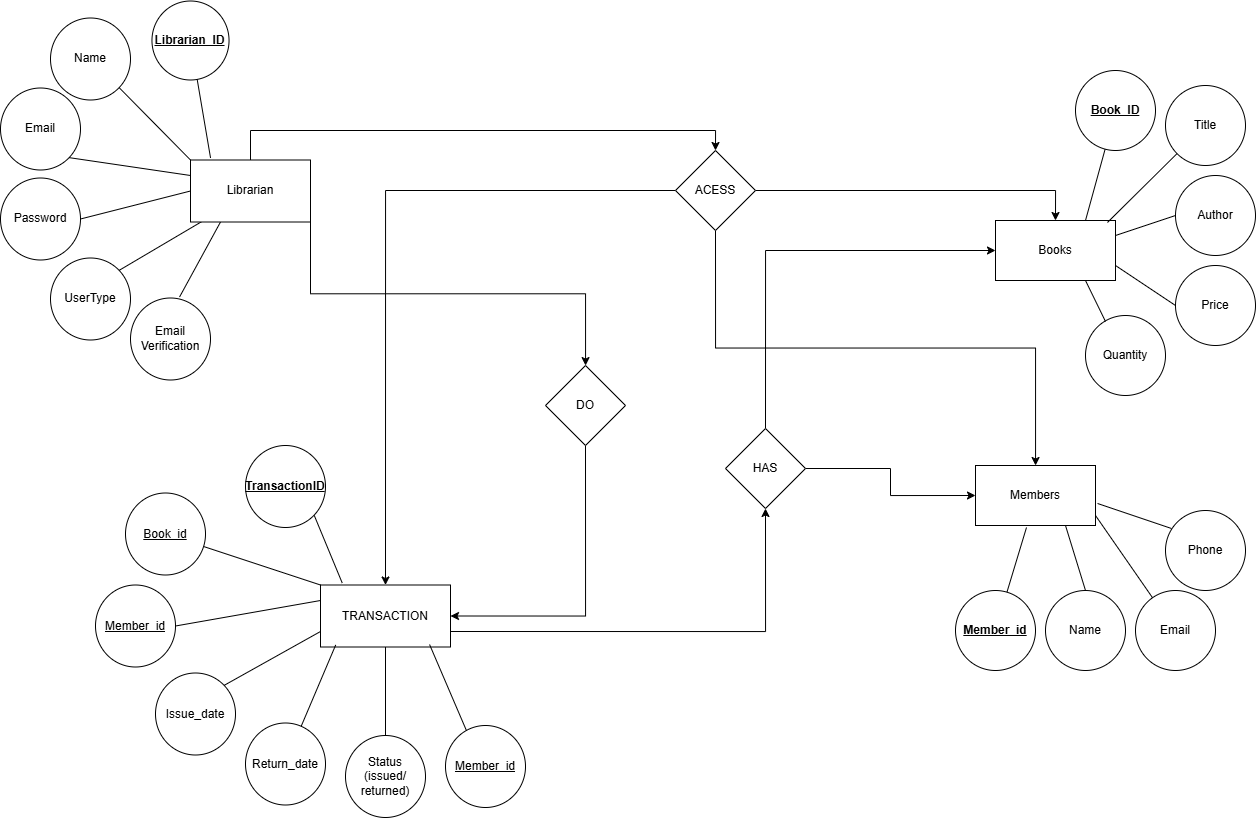 Librarian_ID
Name
Email
Password
UserType
Email
Verification
Librarian
ACESS
Book_ID
Title
Author
Price
Quantity
Books
DO
HAS
Members
Phone
Member_id
Name
Email
TransactionID
Book_id
Member_id
Issue_date
Return_date
Status
(issued/
returned)
Member_id
TRANSACTION